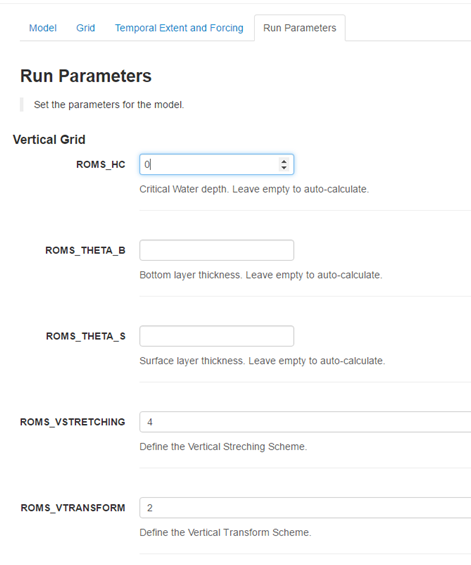 Model Grid Temporal Extent and Forcing Run Parameters
Run Parameters
Set the parameters for the model.
Vertical Grid
ROMS_HC 0
Critical Water depth. Leave empty to auto-calculate.
ROMS_THETA_B
Bottom layer thickness. Leave empty to auto-calculate.
ROMS_THETA_S
Surface layer thickness. Leave empty to auto-calculate.
ROMS_VSTRETCHING 4
Define the Vertical Streching Scheme.
ROMS_VTRANSFORM 2
Define the Vertical Transform Scheme.